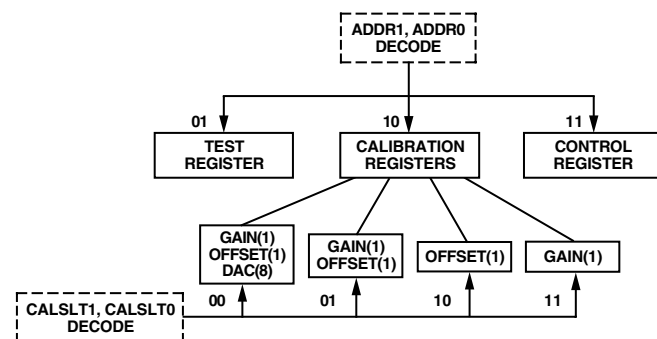 ADDR1, ADDR0
DECODE
01
10
11
TEST
REGISTER
CALIBRATION
REGISTERS
CONTROL
REGISTER
GAIN(1)
OFFSET(1)
DAC(8)
GAIN(1)
OFFSET(1)
OFFSET(1)
GAIN(1)
CALSLT1, CALSLT0
DECODE
00
01
10
11